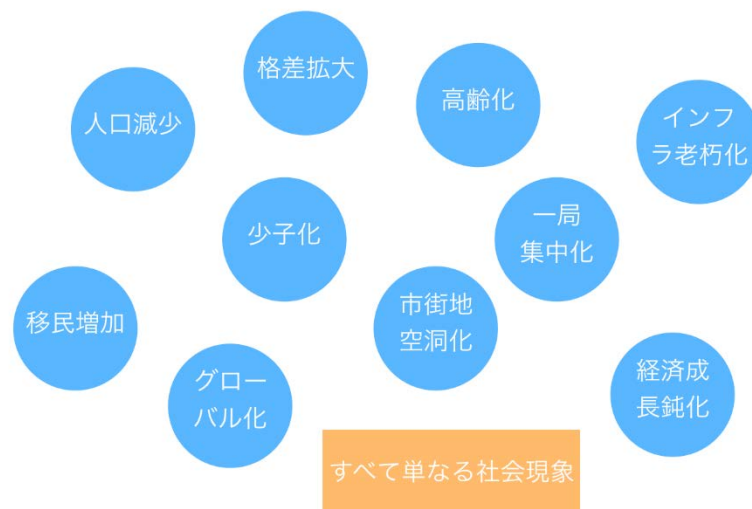 格差拡大
高齢化
人口減少
インフ
ラ老朽化
少子化
一局
集中化
移民増加
市街地
空洞化
グロー
バル化
経済成
長鈍化
すべて単なる社会現象